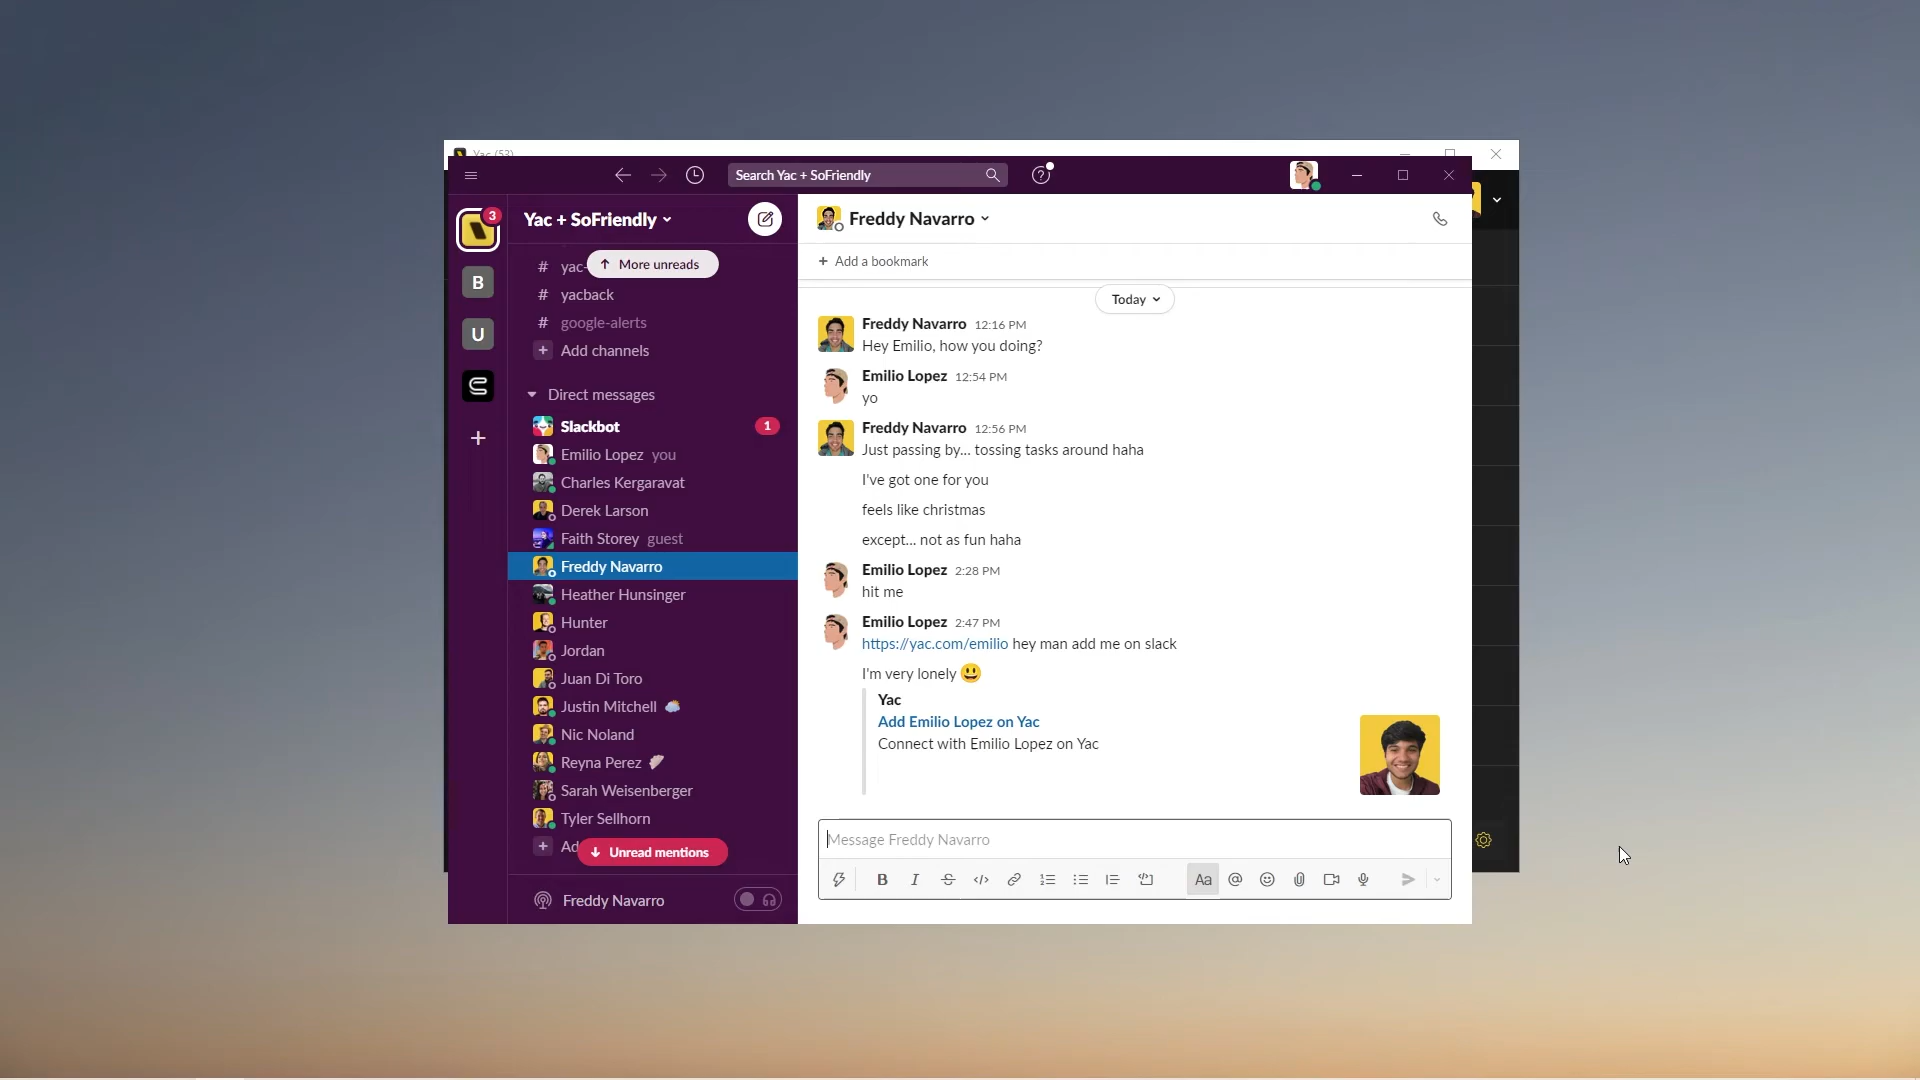 Yac (53)
Search Yac + SoFriendly
3
Yac + SoFriendly
Freddy Navarro
B
U
yac-
More unreads
# yacback
# google-alerts
+ Add channels
Direct messages
Slackbot 1
Emilio Lopez you
Charles Kergaravat
Derek Larson
Faith Storey guest
Freddy Navarro
Heather Hunsinger
Hunter
Jordan
Juan Di Toro
Justin Mitchell
Nic Noland
Reyna Perez
Sarah Weisenberger
Tyler Sellhorn
+ Ad
Unread mentions
Freddy Navarro
+ Add a bookmark
Today
Freddy Navarro 12:16 PM
Hey Emilio, how you doing?
Emilio Lopez 12:54 PM
yo
Freddy Navarro 12:56 PM
Just passing by... tossing tasks around haha
I've got one for you
feels like christmas
except... not as fun haha
Emilio Lopez 2:28 PM
hit me
Emilio Lopez 2:47 PM
https://yac.com/emilio hey man add me on slack
I'm very lonely 😃
Yac
Add Emilio Lopez on Yac
Connect with Emilio Lopez on Yac
Message Freddy Navarro
B I S </> Aa @